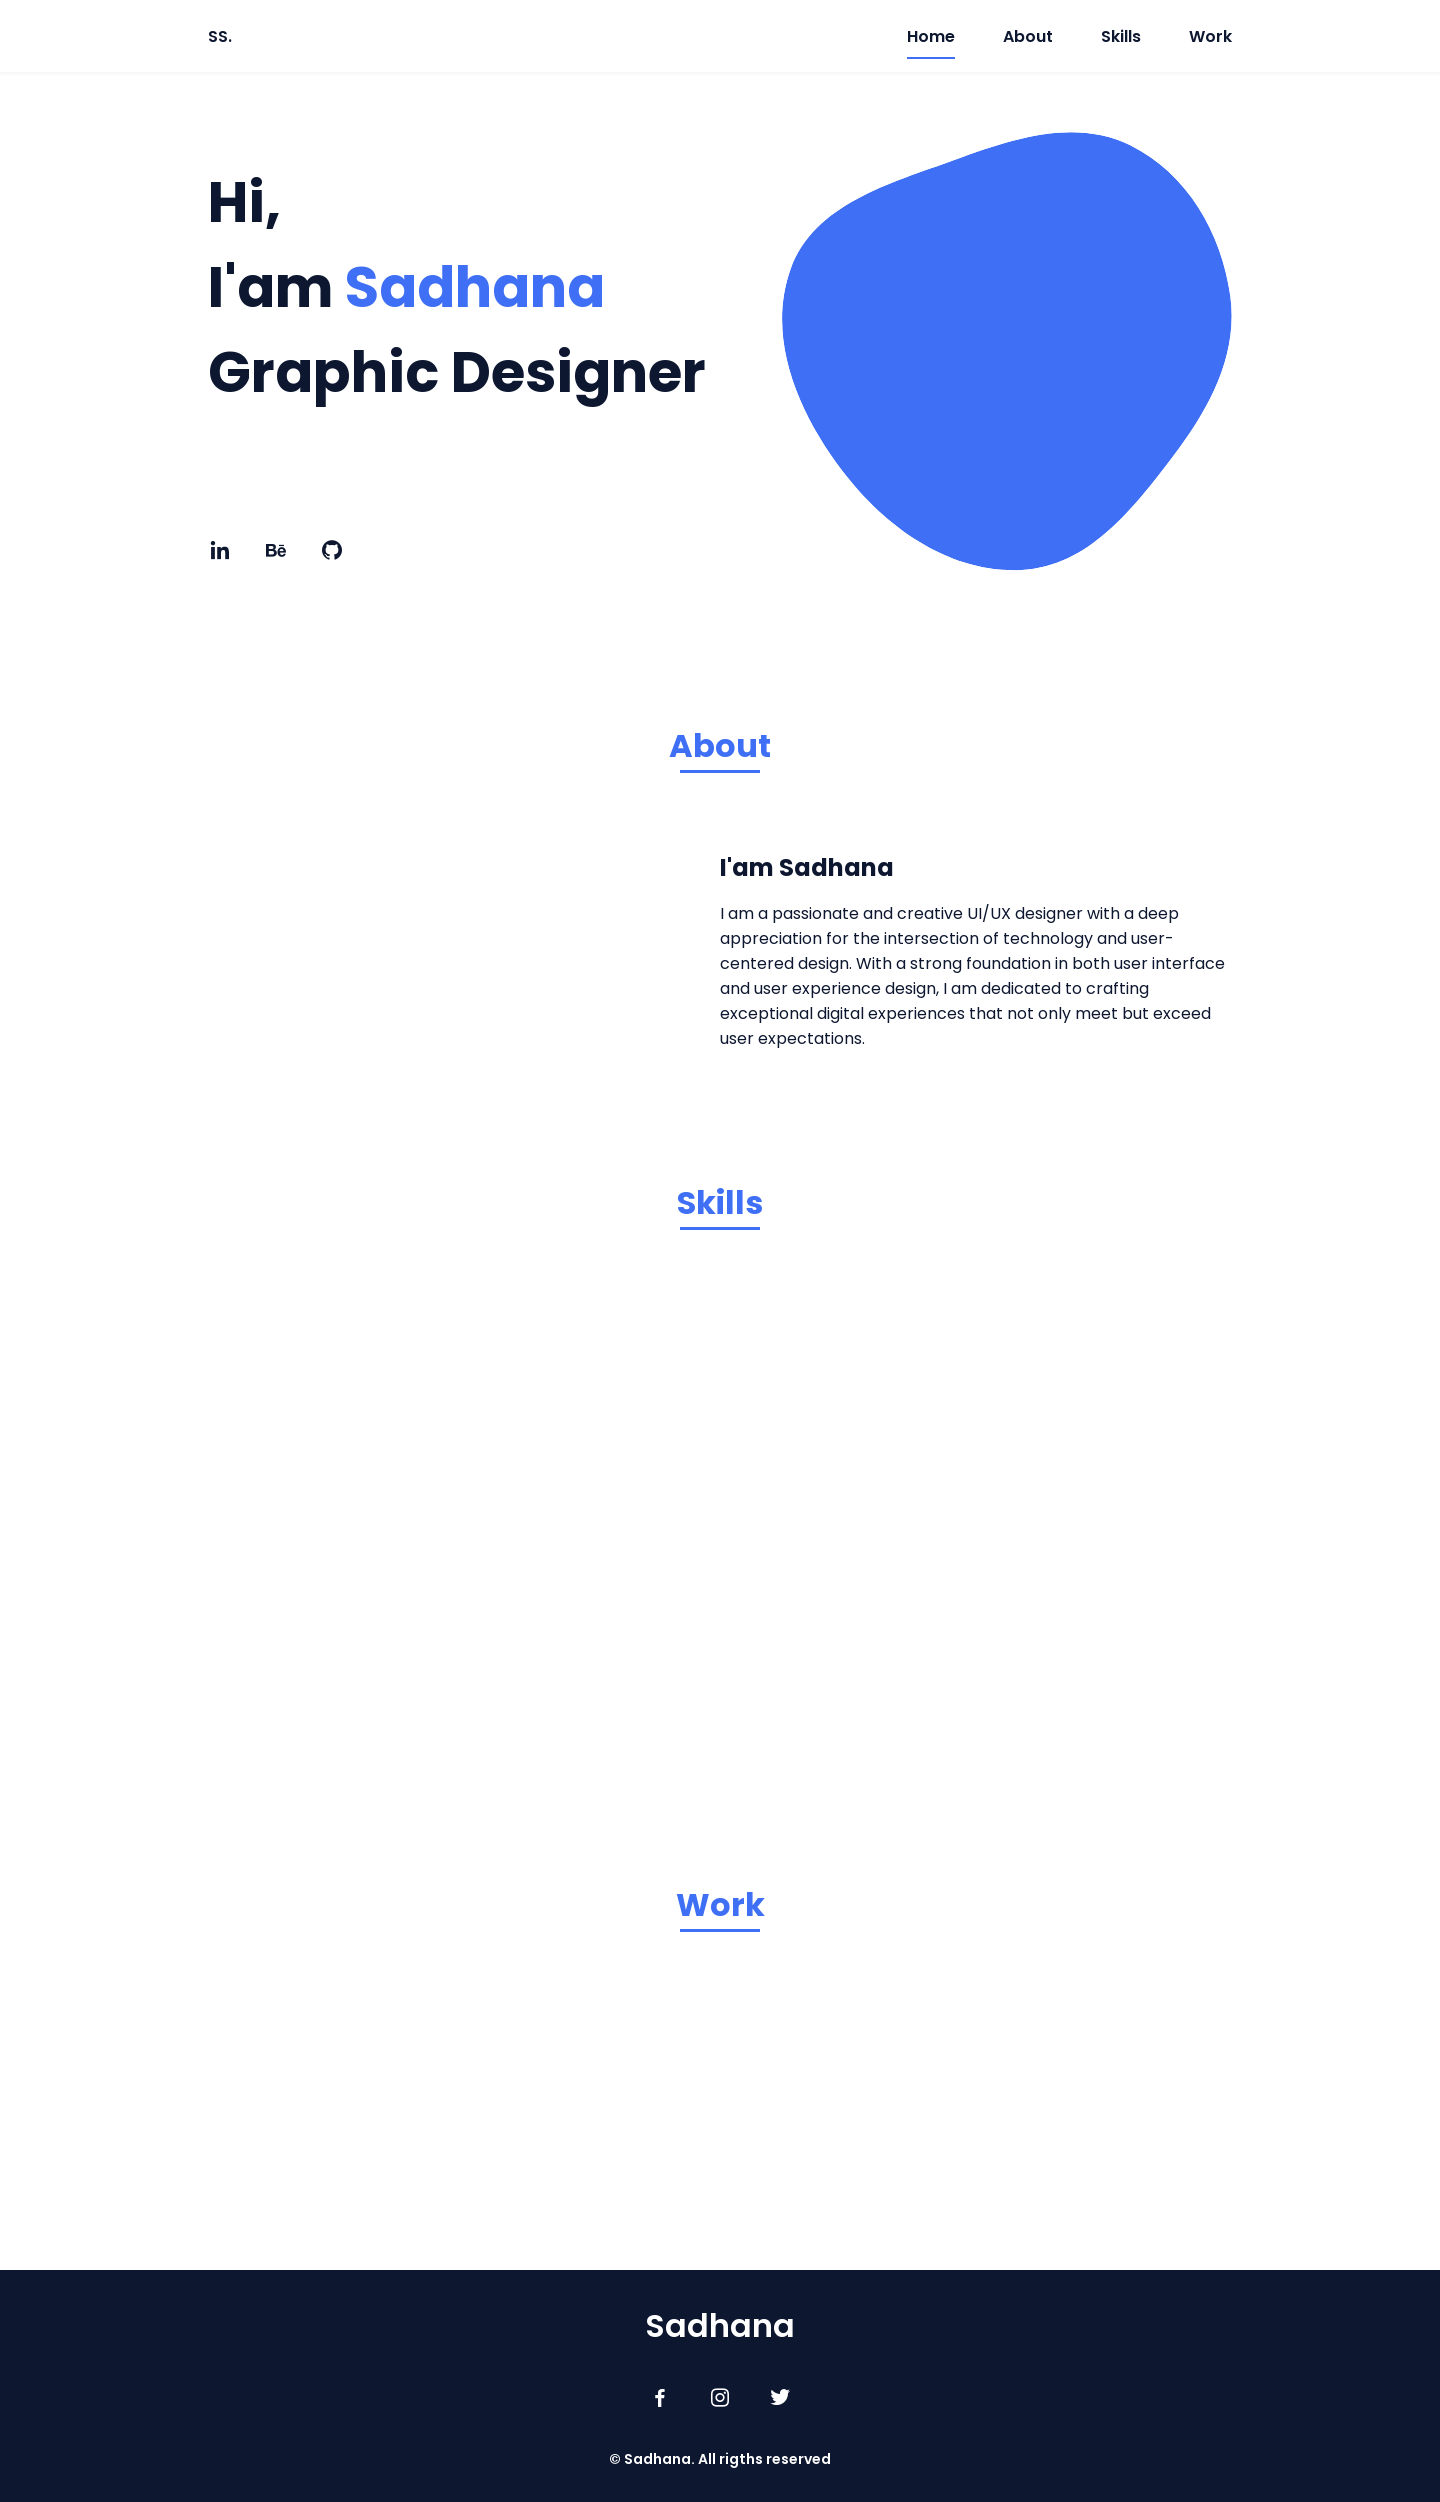 SS.
Home
About
Skills
Work
Hi,
I'am Sadhana
Graphic Designer
in
Bē
About
I'am Sadhana
I am a passionate and creative UI/UX designer with a deep
appreciation for the intersection of technology and user-
centered design. With a strong foundation in both user interface
and user experience design, I am dedicated to crafting
exceptional digital experiences that not only meet but exceed
user expectations.
Skills
Work
Sadhana
© Sadhana. All rigths reserved